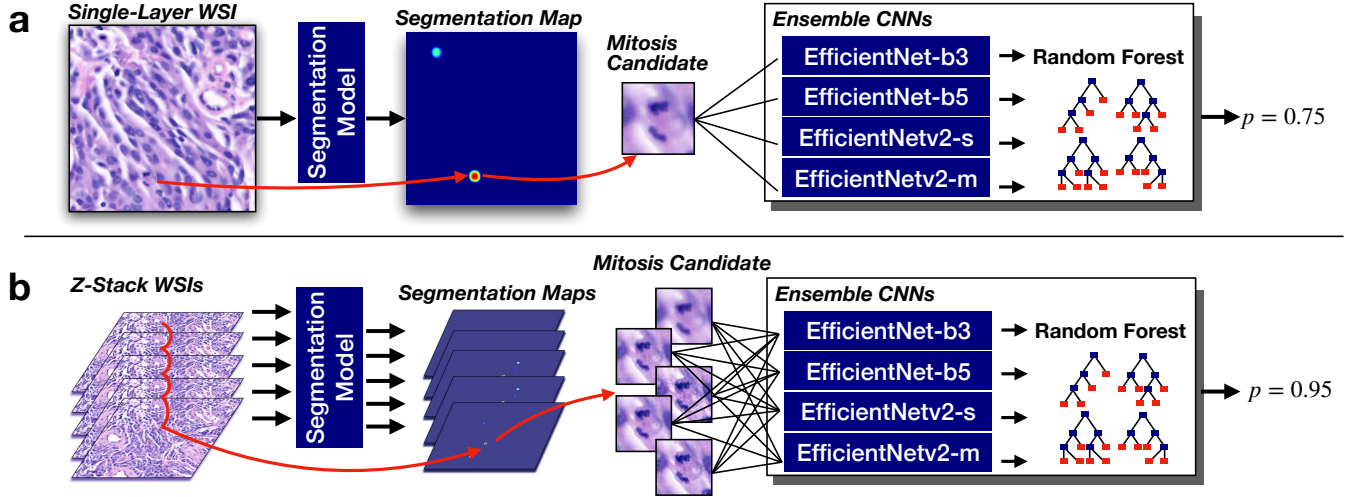 a
Single-Layer WSI
Segmentation
Model
Segmentation Map
Mitosis
Candidate
Ensemble CNNs
EfficientNet-b3
EfficientNet-b5
EfficientNetv2-s
EfficientNetv2-m
Random Forest
p = 0.75
b
Z-Stack WSIs
Segmentation
Model
Segmentation Maps
Mitosis Candidate
Ensemble CNNs
EfficientNet-b3
EfficientNet-b5
EfficientNetv2-s
EfficientNetv2-m
Random Forest
p = 0.95